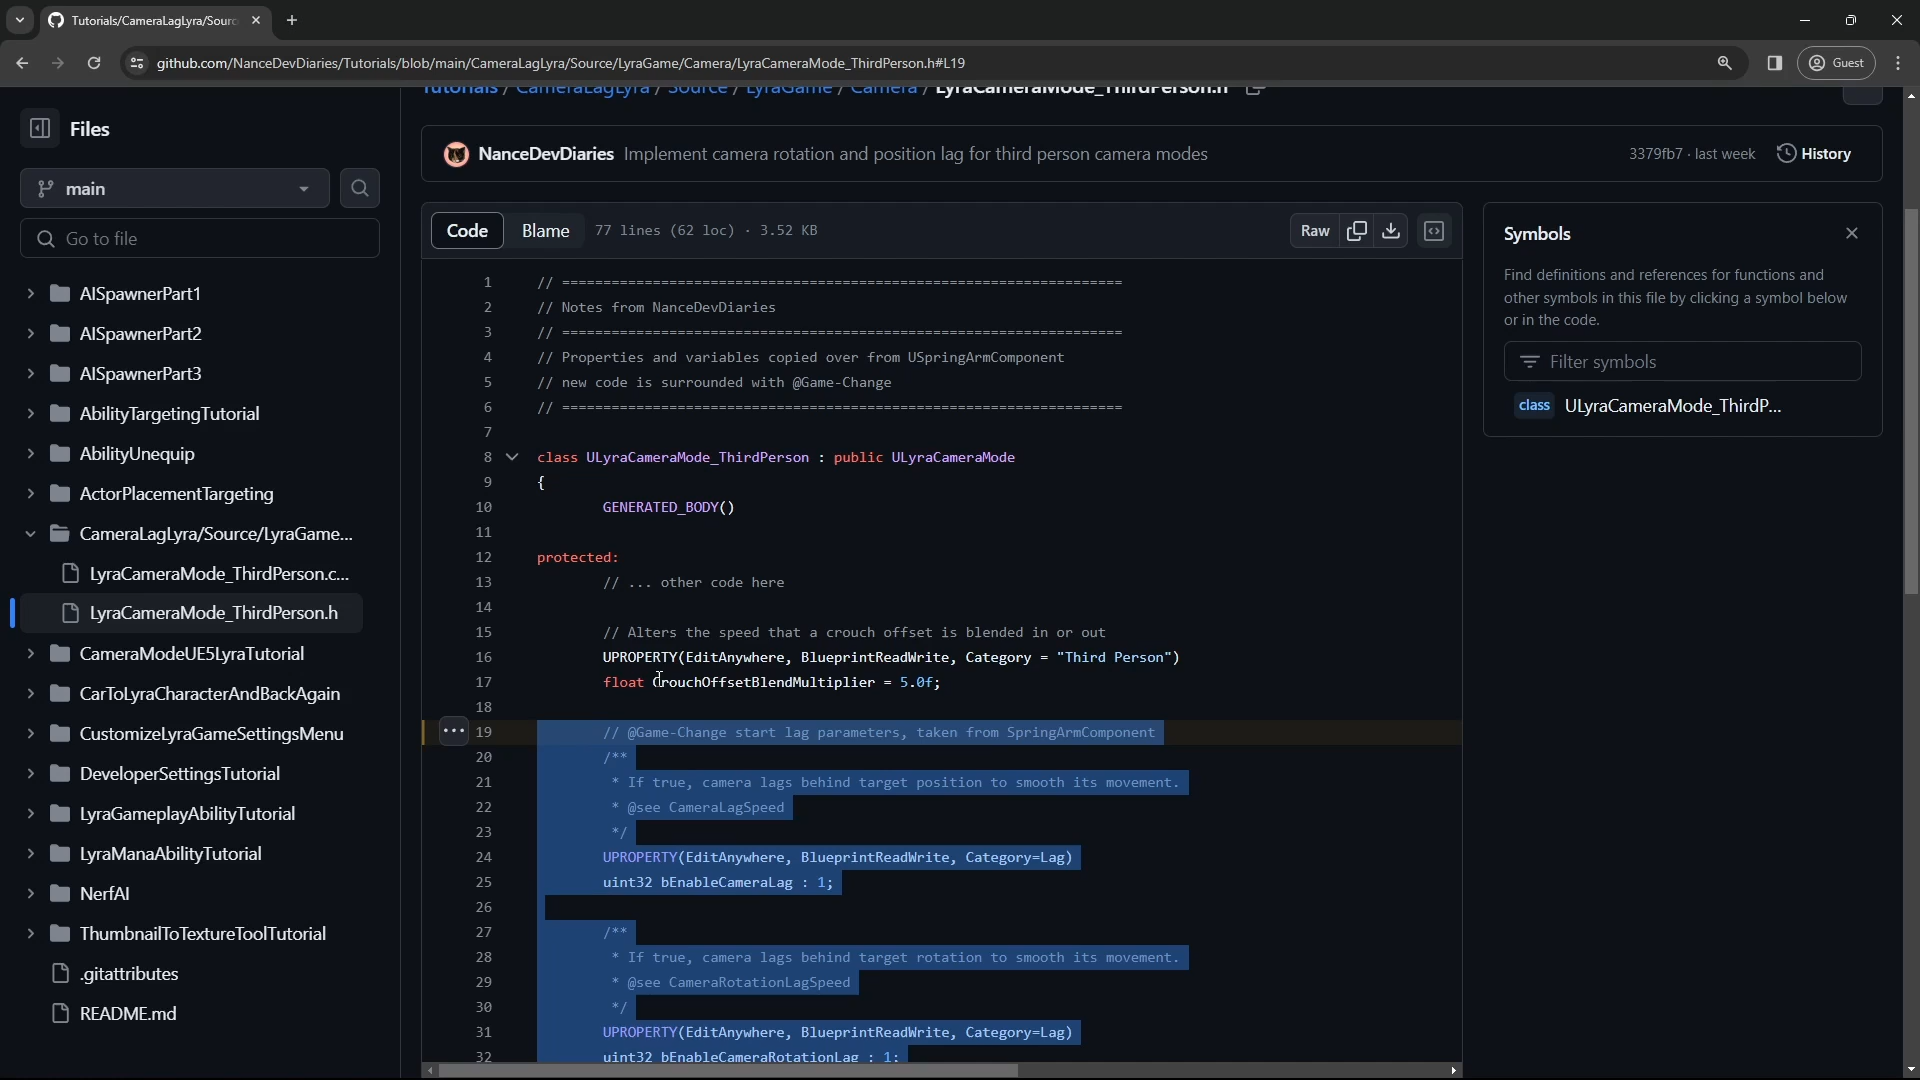 Tutorials/CameraLagLyra/Sourc
Guest
github.com/NanceDevDiaries/Tutorials/blob/main/CameraLagLyra/Source/LyraGame/Camera/LyraCameraMode_ThirdPerson.h#L19
Tutorials / CameraLagLyra / Source / LyraGame / Camera / LyraCameraMode_ThirdPerson.h
Files
main
Go to file
AISpawnerPart1
AISpawnerPart2
AISpawnerPart3
AbilityTargetingTutorial
AbilityUnequip
ActorPlacementTargeting
CameraLagLyra/Source/LyraGame...
LyraCameraMode_ThirdPerson.c...
LyraCameraMode_ThirdPerson.h
CameraModeUE5LyraTutorial
CarToLyraCharacterAndBackAgain
CustomizeLyraGameSettingsMenu
DeveloperSettingsTutorial
LyraGameplayAbilityTutorial
LyraManaAbilityTutorial
NerfAI
ThumbnailToTextureToolTutorial
.gitattributes
README.md
NanceDevDiaries Implement camera rotation and position lag for third person camera modes
3379fb7 · last week History
Code Blame 77 lines (62 loc) · 3.52 KB Raw
1 // ====================================================================
2 // Notes from NanceDevDiaries
3 // ====================================================================
4 // Properties and variables copied over from USpringArmComponent
5 // new code is surrounded with @Game-Change
6 // ====================================================================
7
8 class ULyraCameraMode_ThirdPerson : public ULyraCameraMode
9 {
10 GENERATED_BODY()
11
12 protected:
13 // ... other code here
14
15 // Alters the speed that a crouch offset is blended in or out
16 UPROPERTY(EditAnywhere, BlueprintReadWrite, Category = "Third Person")
17 float CrouchOffsetBlendMultiplier = 5.0f;
18
19 // @Game-Change start lag parameters, taken from SpringArmComponent
20 /**
21 * If true, camera lags behind target position to smooth its movement.
22 * @see CameraLagSpeed
23 */
24 UPROPERTY(EditAnywhere, BlueprintReadWrite, Category=Lag)
25 uint32 bEnableCameraLag : 1;
26
27 /**
28 * If true, camera lags behind target rotation to smooth its movement.
29 * @see CameraRotationLagSpeed
30 */
31 UPROPERTY(EditAnywhere, BlueprintReadWrite, Category=Lag)
32 uint32 bEnableCameraRotationLag : 1;
Symbols
Find definitions and references for functions and
other symbols in this file by clicking a symbol below
or in the code.
Filter symbols
class ULyraCameraMode_ThirdP...